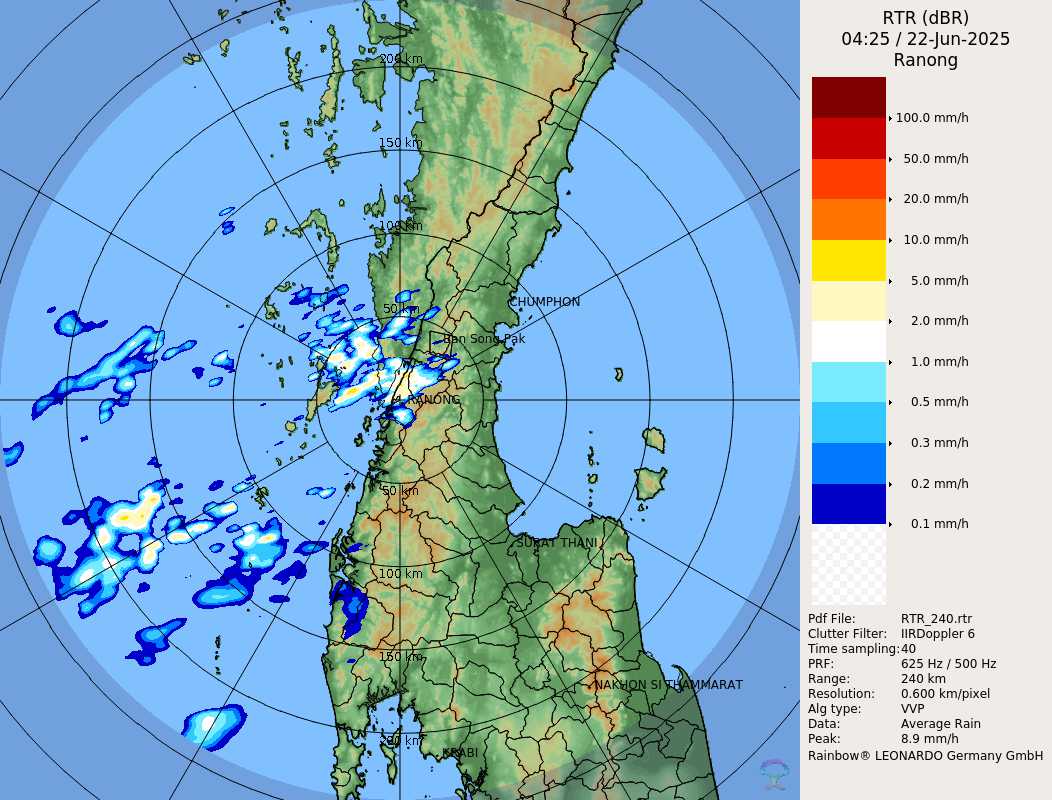 RTR (dBR)
04:25 / 22-Jun-2025
Ranong
100.0 mm/h
50.0 mm/h
20.0 mm/h
10.0 mm/h
5.0 mm/h
2.0 mm/h
1.0 mm/h
0.5 mm/h
0.3 mm/h
0.2 mm/h
0.1 mm/h
Pdf File: RTR_240.rtr
Clutter Filter: IIRDoppler 6
Time sampling: 40
PRF: 625 Hz / 500 Hz
Range: 240 km
Resolution: 0.600 km/pixel
Alg type: VVP
Data: Average Rain
Peak: 8.9 mm/h
Rainbow® LEONARDO Germany GmbH
200 km
150 km
100 km
50 km
CHUMPHON
Ban Song Pak
RANONG
50 km
SURAT THANI
100 km
150 km
NAKHON SI THAMMARAT
200 km
KRABI